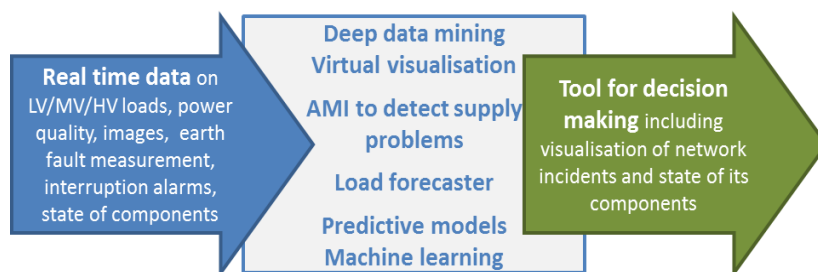 Real time data on
LV/MV/HV loads, power
quality, images, earth
fault measurement,
interruption alarms,
state of components
Deep data mining
Virtual visualisation
AMI to detect supply
problems
Load forecaster
Predictive models
Machine learning
Tool for decision
making including
visualisation of network
incidents and state of its
components